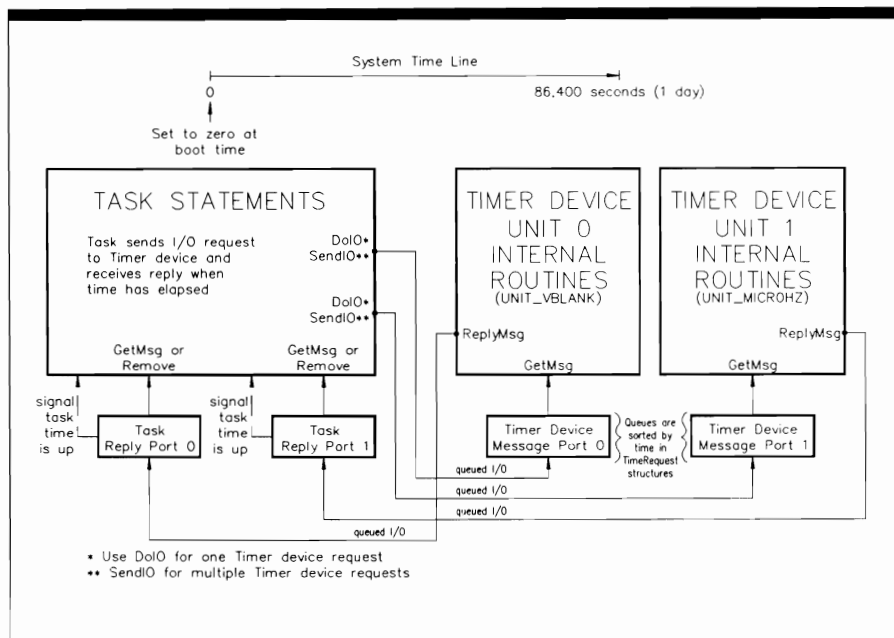 System Time Line
0
86,400 seconds (1 day)
Set to zero at
boot time
TASK STATEMENTS
Task sends I/O request
to Timer device and
receives reply when
time has elapsed
DoIO*
SendIO**
DoIO*
SendIO**
GetMsg or
Remove
GetMsg or
Remove
TIMER DEVICE
UNIT 0
INTERNAL
ROUTINES
(UNIT_VBLANK)
ReplyMsg
GetMsg
TIMER DEVICE
UNIT 1
INTERNAL
ROUTINES
(UNIT_MICROHZ)
ReplyMsg
GetMsg
signal
task
time
is up
Task
Reply Port 0
signal
task
time
is up
Task
Reply Port 1
Timer Device
Message Port 0
Queues are
sorted by
time in
TimeRequest
structures
Timer Device
Message Port 1
queued I/O
queued I/O
queued I/O
queued I/O
* Use DoIO for one Timer device request
** SendIO for multiple Timer device requests